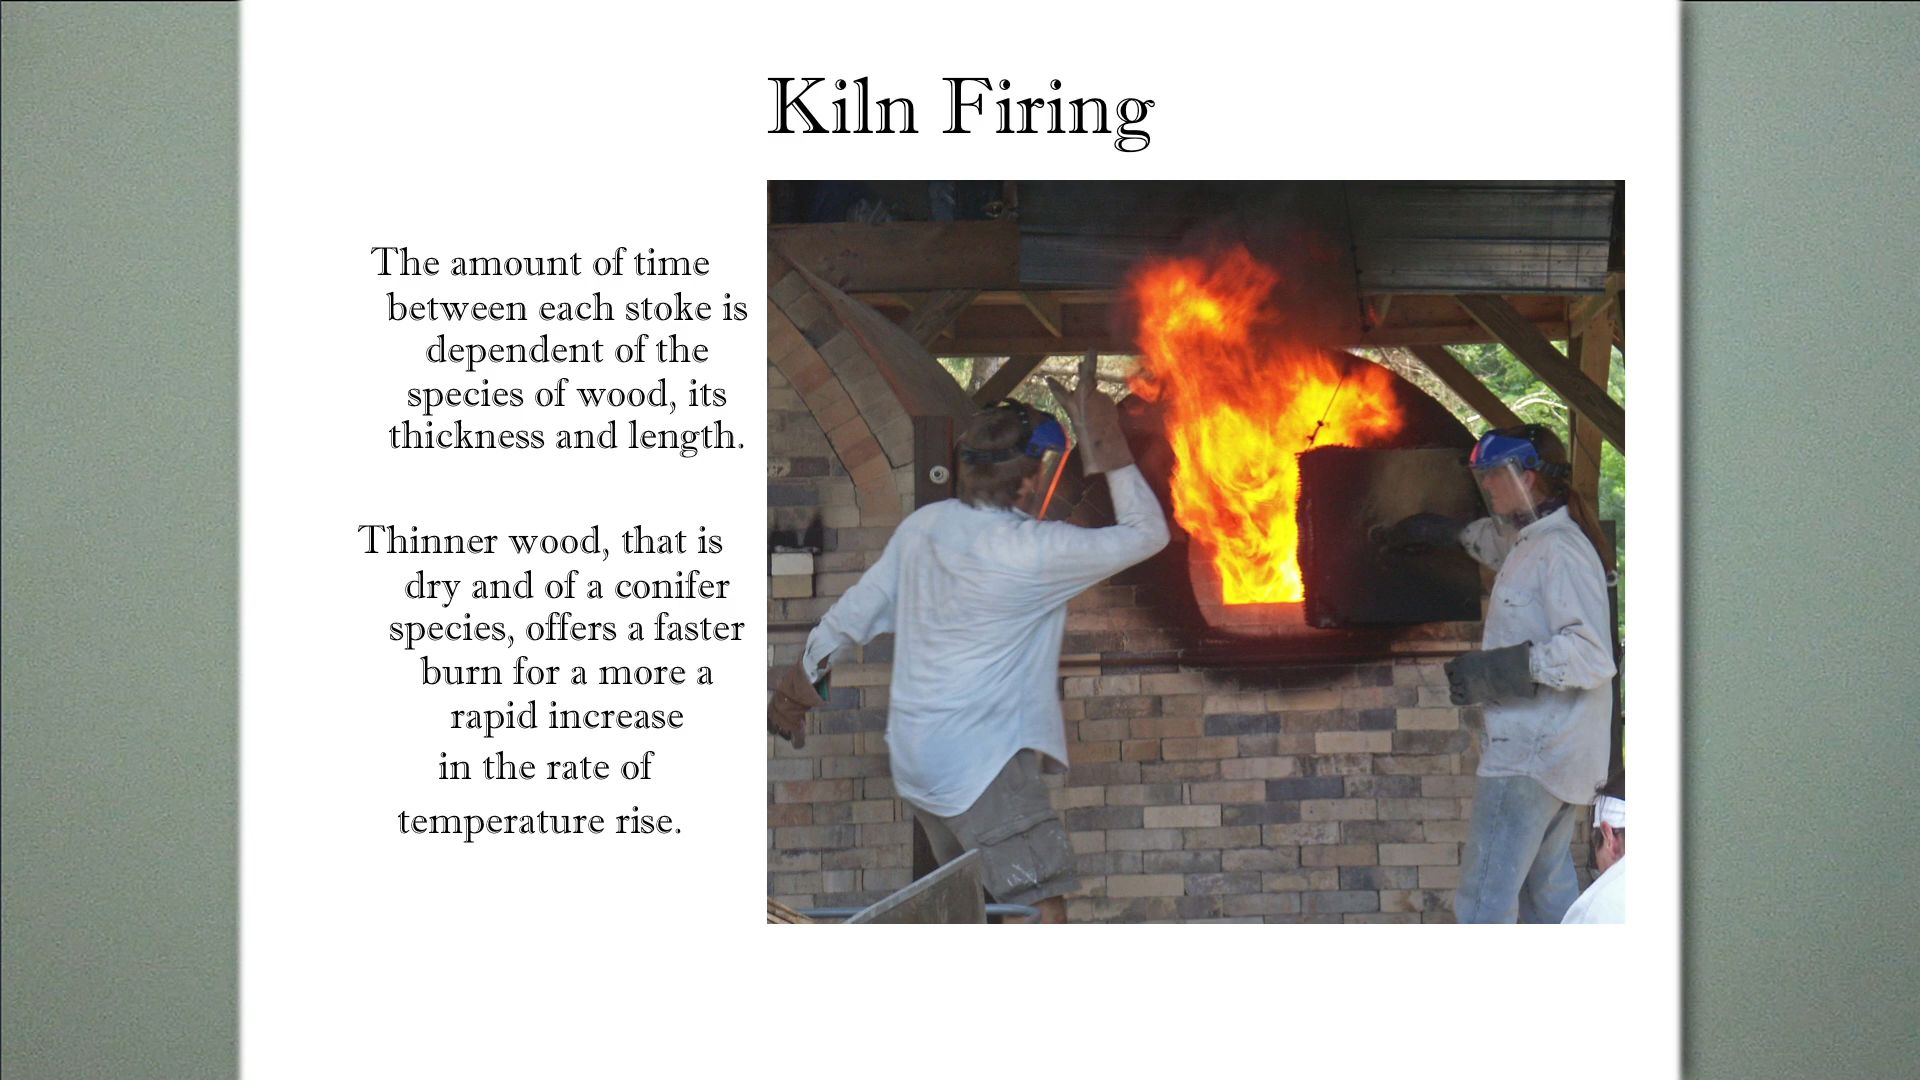 Kiln Firing
The amount of time
between each stoke is
dependent of the
species of wood, its
thickness and length.
Thinner wood, that is
dry and of a conifer
species, offers a faster
burn for a more a
rapid increase
in the rate of
temperature rise.